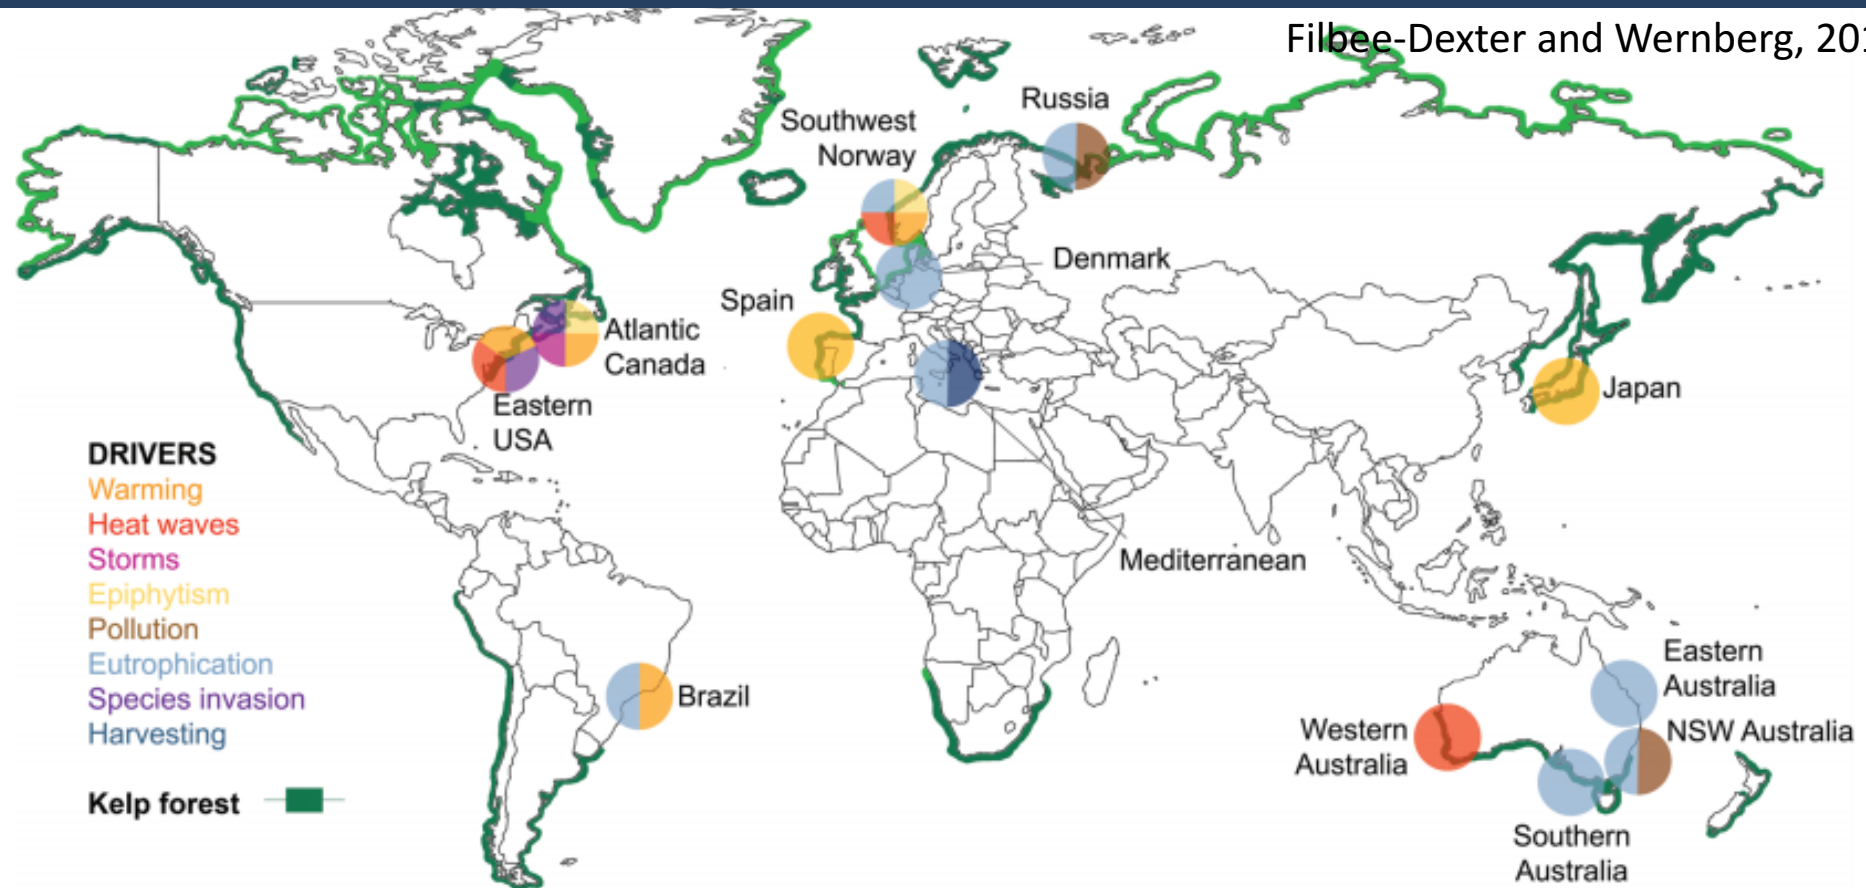 Filbee-Dexter and Wernberg, 201
Russia
Southwest
Norway
Denmark
Spain
Atlantic
Canada
Eastern
USA
Japan
DRIVERS
Warming
Heat waves
Storms
Epiphytism
Pollution
Eutrophication
Species invasion
Harvesting
Kelp forest
Mediterranean
Brazil
Eastern
Australia
NSW Australia
Western
Australia
Southern
Australia